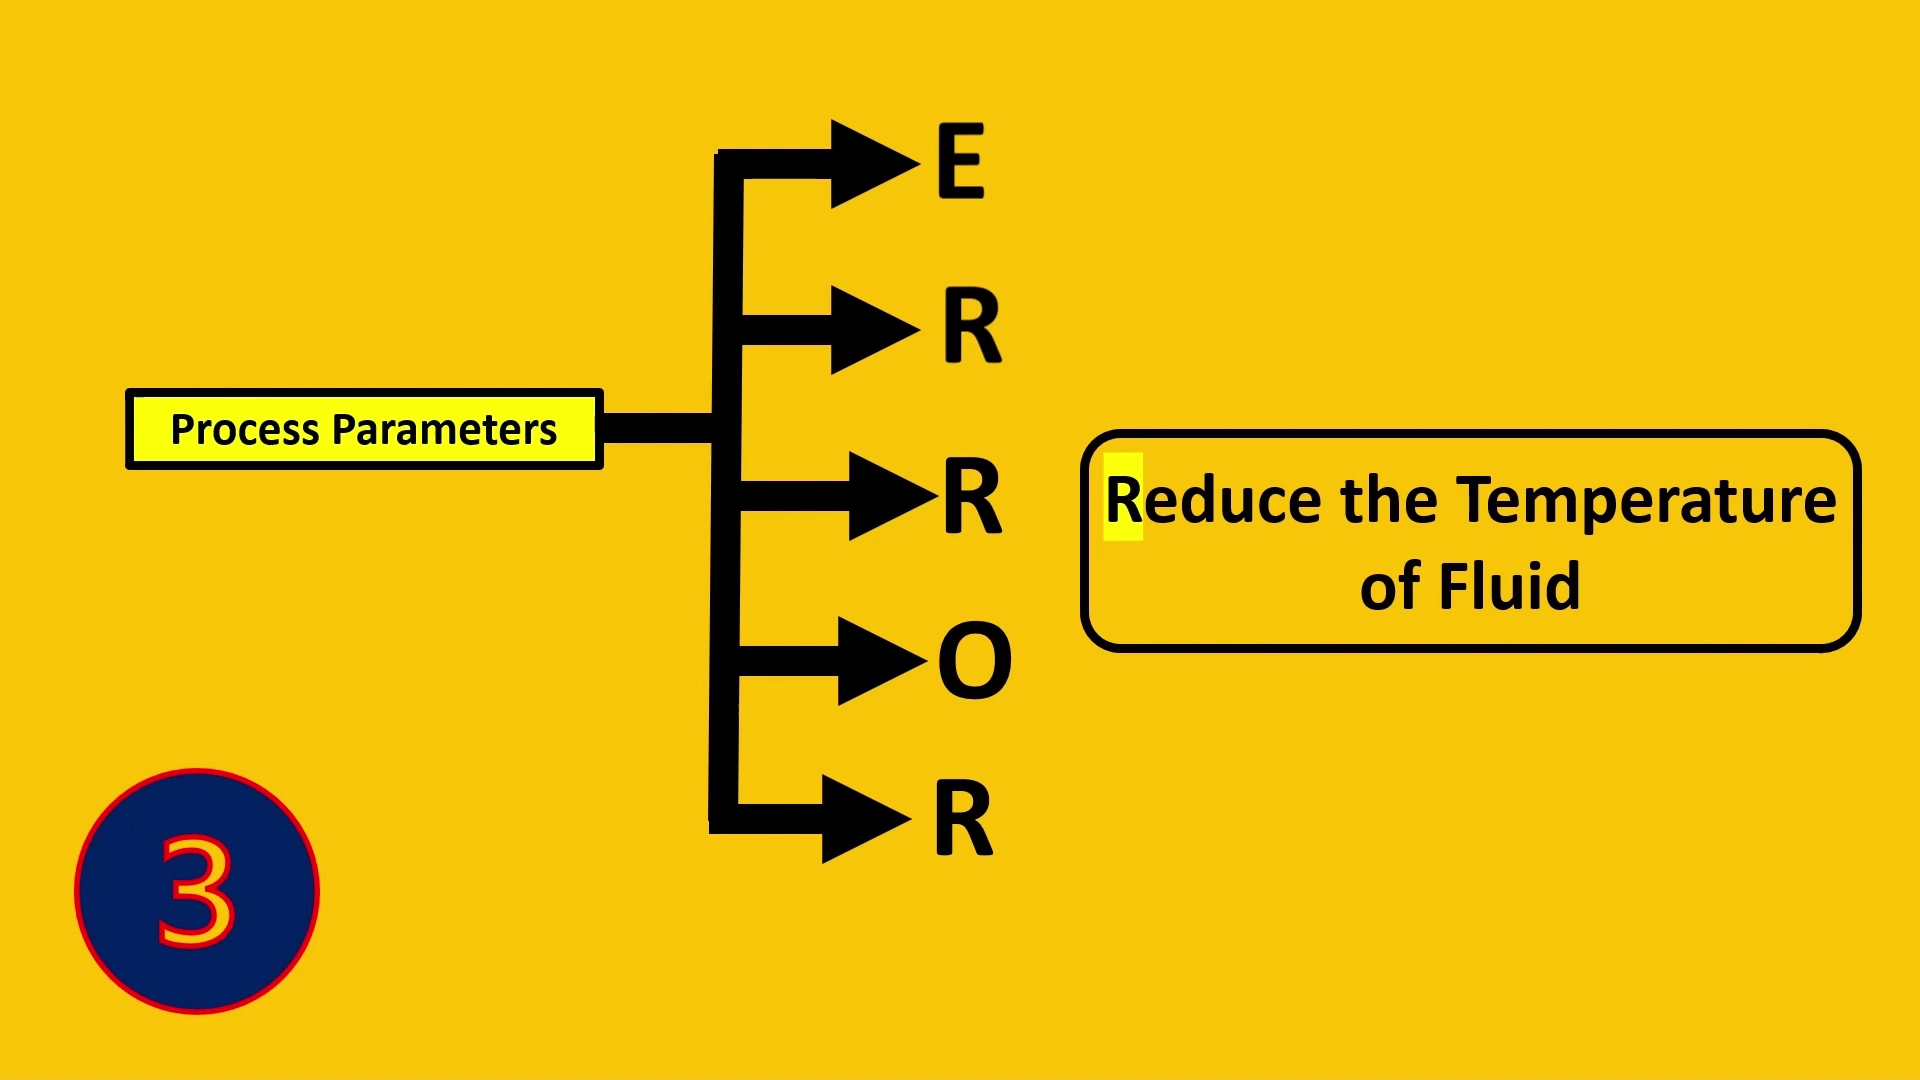 E
R
Process Parameters
R
Reduce the Temperature
of Fluid
O
R
3